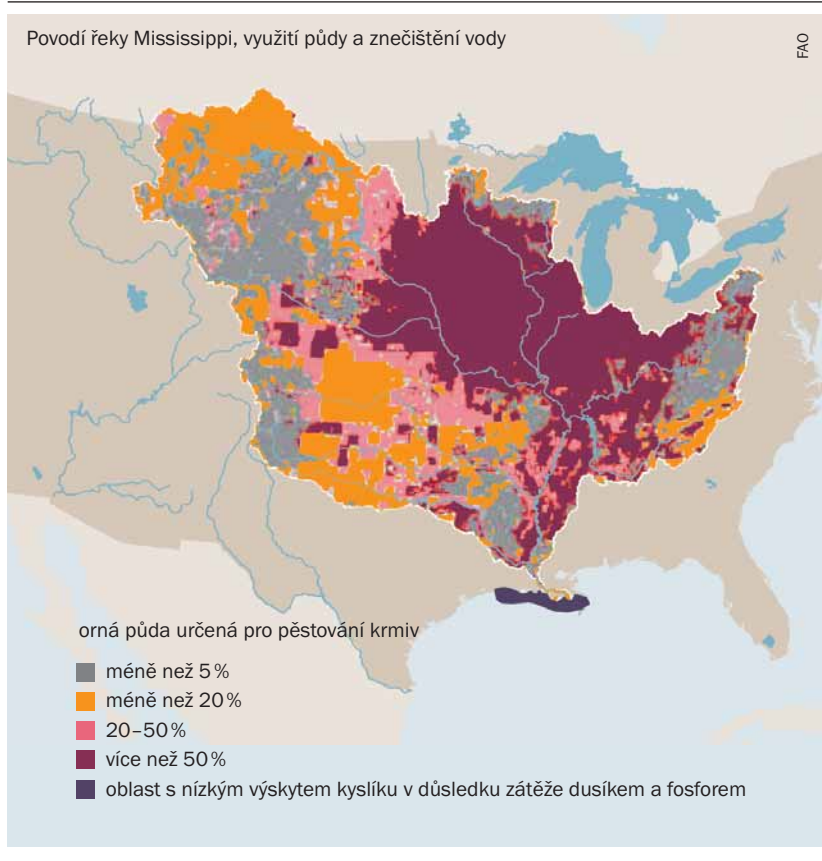 Povodí řeky Mississippi, využití půdy a znečištění vody
FAO
orná půda určená pro pěstování krmiv
méně než 5 %
méně než 20 %
20–50 %
více než 50 %
oblast s nízkým výskytem kyslíku v důsledku zátěže dusíkem a fosforem